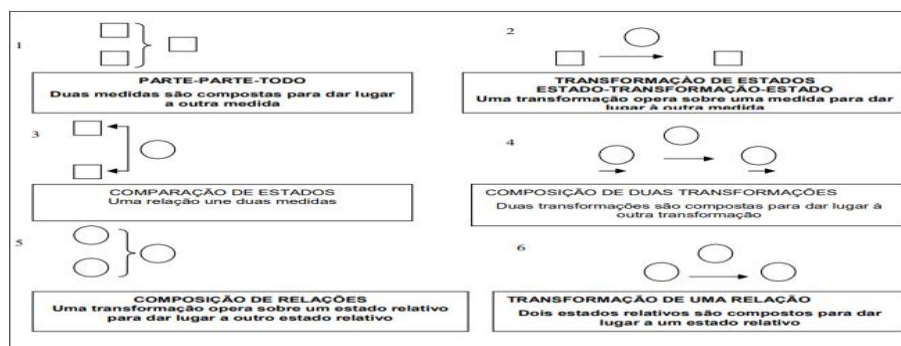 1
PARTE-PARTE-TODO
Duas medidas são compostas para dar lugar
a outra medida
2
TRANSFORMAÇÀO DE ESTADOS
ESTADO-TRANSFORMAÇÃO-ESTADO
Uma transformação opera sobre uma medida para dar
lugar à outra medida
3
COMPARAÇÃO DE ESTADOS
Uma relação une duas medidas
4
COMPOSIÇÃO DE DUAS TRANSFORMAÇÕES
Duas transformações são compostas para dar lugar à
outra transformação
5
COMPOSIÇÃO DE RELAÇÕES
Uma transformação opera sobre um estado relativo
para dar lugar a outro estado relativo
6
TRANSFORMAÇÃO DE UMA RELAÇÃO
Dois estados relativos são compostos para dar
lugar a um estado relativo